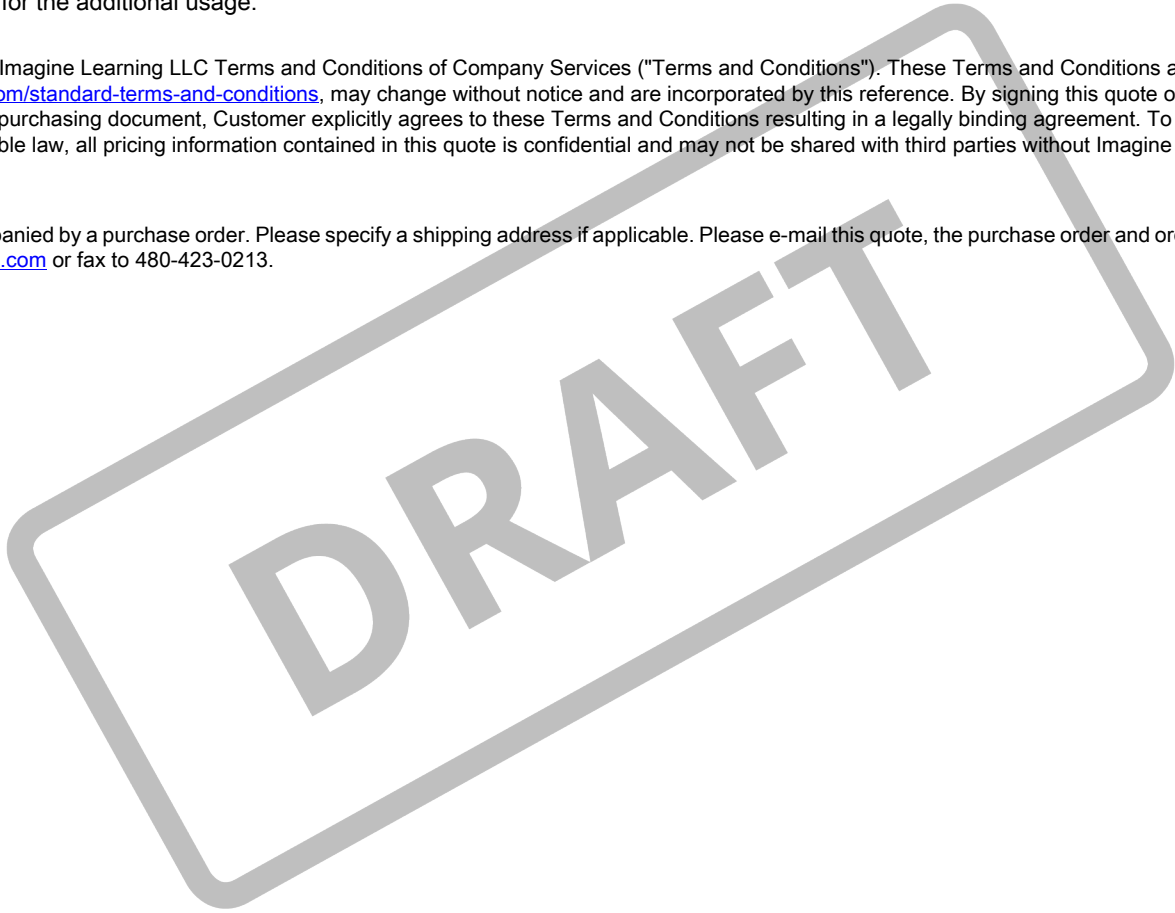 for the additional usage.
Imagine Learning LLC Terms and Conditions of Company Services ("Terms and Conditions"). These Terms and Conditions a
om/standard-terms-and-conditions, may change without notice and are incorporated by this reference. By signing this quote o
purchasing document, Customer explicitly agrees to these Terms and Conditions resulting in a legally binding agreement. To
ble law, all pricing information contained in this quote is confidential and may not be shared with third parties without Imagine
anied by a purchase order. Please specify a shipping address if applicable. Please e-mail this quote, the purchase order and or
.com or fax to 480-423-0213.
DRAFT